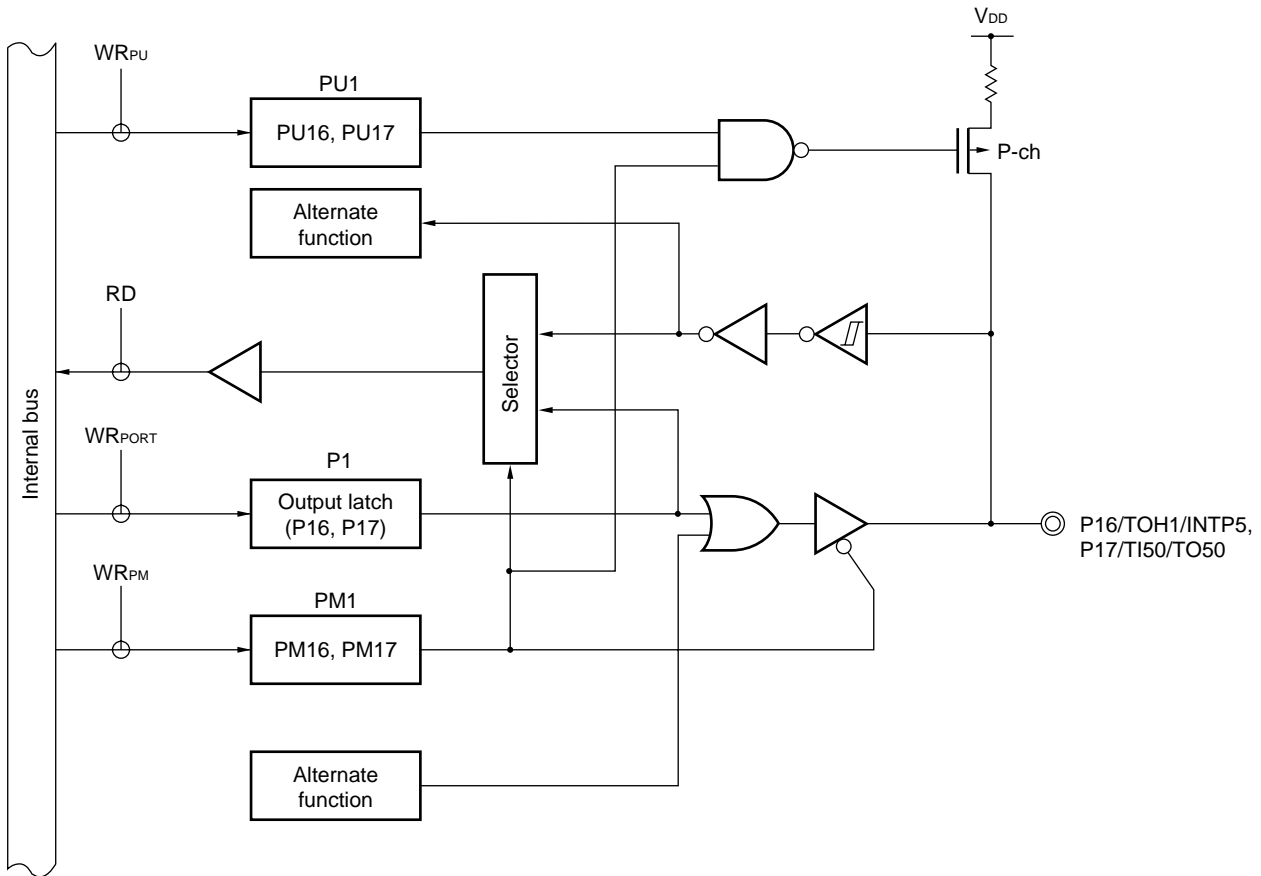 VDD
WRPU
PU1
PU16, PU17
P-ch
Alternate
function
RD
Selector
Internal bus
WRPORT
P1
Output latch
(P16, P17)
P16/TOH1/INTP5,
P17/TI50/TO50
WRPM
PM1
PM16, PM17
Alternate
function